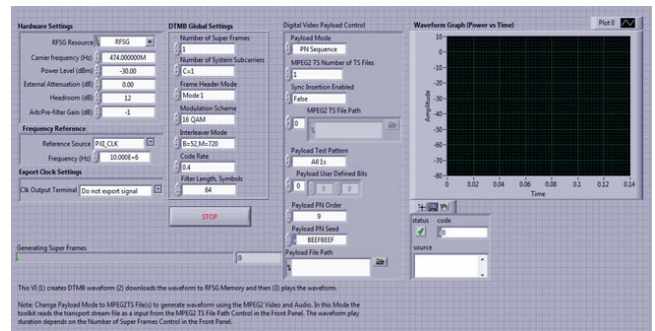 Hardware Settings
RFSG Resource RFSG
Carrier frequency (Hz) 474.000000M
Power Level (dBm) -30.00
External Attenuation (dB) 0.00
Headroom (dB) 12
Arb:Pre-filter Gain (dB) -1
Frequency Reference
Reference Source PXI_CLK
Frequency (Hz) 10.000E+6
Export Clock Settings
Clk Output Terminal Do not export signal
DTMB Global Settings
Number of Super Frames
1
Number of System Subcarriers
C=1
Frame Header Mode
Mode 1
Modulation Scheme
16 QAM
Interleaver Mode
B=52,M=720
Code Rate
0.4
Filter Length, Symbols
64
STOP
Digital Video Payload Control
Payload Mode
PN Sequence
MPEG2 TS Number of TS Files
1
Sync Insertion Enabled
False
MPEG2 TS File Path
0
Payload Test Pattern
All 1s
Payload User Defined Bits
0
Payload PN Order
9
Payload PN Seed
BEEFBEEF
Payload File Path
Waveform Graph (Power vs Time)
Plot 0
Amplitude
10
0
-10
-20
-30
-40
-50
-60
-70
-80
0 0.02 0.04 0.06 0.08 0.1 0.12 0.14
Time
status code
0
source
Generating Super Frames
0
This VI (1) creates DTMB waveform (2) downloads the waveform to RFSG Memory and then (3) plays the waveform.
Note: Change Payload Mode to MPEG2TS File(s) to generate waveform using the MPEG2 Video and Audio. In this Mode the
toolkit reads the transport stream file as a input from the MPEG2 TS File Path Control in the Front Panel. The waveform play
duration depends on the Number of Super Frames Control in the Front Panel.